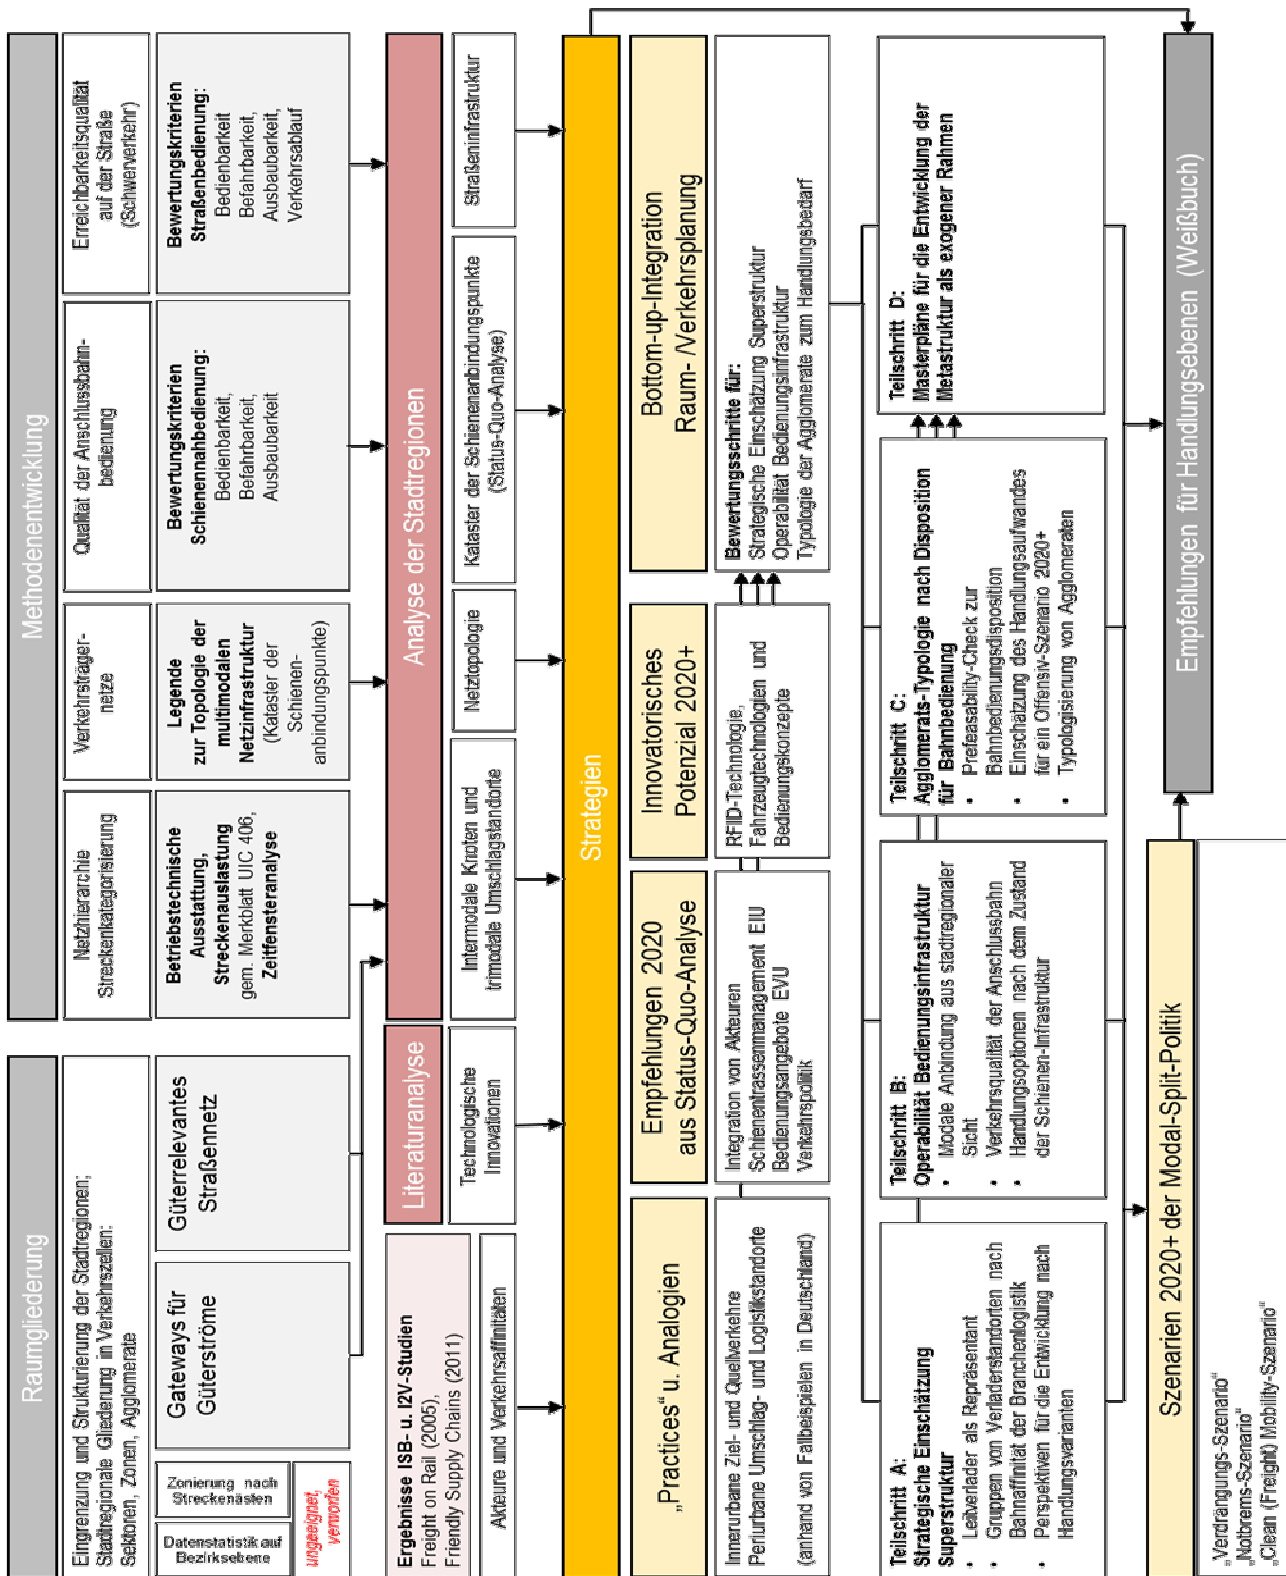 Raumgliederung
Eingrenzung und Strukturierung der Stadtregionen;
Stadtregionale Gliederung in Verkehrszellen:
Sektoren, Zonen, Agglomerate
Datenstatistik auf
Bezirksebene
Zonierung nach
Streckenästen
ungeeignet,
verworfen
Gateways für
Güterströme
Güterrelevantes
Straßennetz
Methodenentwicklung
Netzhierarchie
Streckenkategorisierung
Verkehrsträger-
netze
Qualität der Anschlussbahn-
bedienung
Erreichbarkeitsqualität
auf der Straße
(Schwerverkehr)
Betriebstechnische
Ausstattung,
Streckenauslastung
gem. Merkblatt UIC 406,
Zeitfensteranalyse
Legende
zur Topologie der
multimodalen
Netzinfrastruktur
(Kataster der
Schienen-
anbindungspunkte)
Bewertungskriterien
Schienennahbedienung:
Bedienbarkeit,
Befahrbarkeit,
Ausbaubarkeit
Bewertungskriterien
Straßenbedienung:
Bedienbarkeit
Befahrbarkeit,
Ausbaubarkeit,
Verkehrsablauf
Ergebnisse ISB- u. I2V-Studien
Freight on Rail (2005),
Friendly Supply Chains (2011)
Akteure und Verkehrsaffinitäten
Literaturanalyse
Technologische
Innovationen
Analyse der Stadtregionen
Intermodale Knoten und
trimodale Umschlagstandorte
Netztopologie
Kataster der Schienenanbindungspunkte
(Status-Quo-Analyse)
Straßeninfrastruktur
Strategien
„Practices“ u. Analogien
Innerurbane Ziel- und Quellverkehre
Periurbane Umschlag- und Logistikstandorte
(anhand von Fallbeispielen in Deutschland)
Empfehlungen 2020
aus Status-Quo-Analyse
Integration von Akteuren
Schienentrassenmanagement EIU
Bedienungsangebote EVU
Verkehrspolitik
Innovatorisches
Potenzial 2020+
RFID-Technologie,
Fahrzeugtechnologien und
Bedienungskonzepte
Bottom-up-Integration
Raum- /Verkehrsplanung
Bewertungsschritte für:
Strategische Einschätzung Superstruktur
Operabilität Bedienungsinfrastruktur
Typologie der Agglomerate zum Handlungsbedarf
Teilschritt A:
Strategische Einschätzung
Superstruktur
• Leitverlader als Repräsentant
• Gruppen von Verladerstandorten nach
Bahnaffinität der Branchenlogistik
• Perspektiven für die Entwicklung nach
Handlungsvarianten
Teilschritt B:
Operabilität Bedienungsinfrastruktur
• Modale Anbindung aus stadtregionaler
Sicht
• Verkehrsqualität der Anschlussbahn
• Handlungsoptionen nach dem Zustand
der Schienen-Infrastruktur
Teilschritt C:
Agglomerats-Typologie nach Disposition
für Bahnbedienung
• Prefeasability-Check zur
Bahnbedienungsdisposition
• Einschätzung des Handlungsaufwandes
für ein Offensiv-Szenario 2020+
• Typologisierung von Agglomeraten
Teilschritt D:
Masterpläne für die Entwicklung der
Metastruktur als exogener Rahmen
Szenarien 2020+ der Modal-Split-Politik
„Verdrängungs-Szenario“
„Notbrems-Szenario“
„Clean (Freight) Mobility-Szenario“
Empfehlungen für Handlungsebenen (Weißbuch)